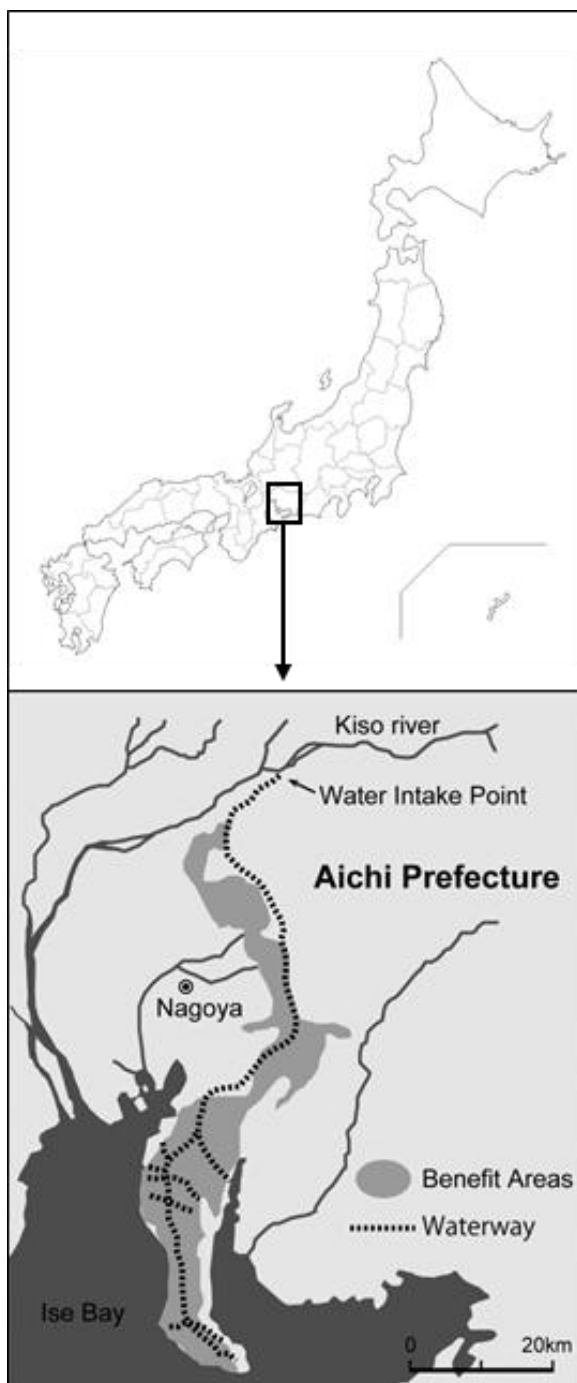 Kiso river
Water Intake Point
Aichi Prefecture
Nagoya
Benefit Areas
Waterway
Ise Bay
0 20km